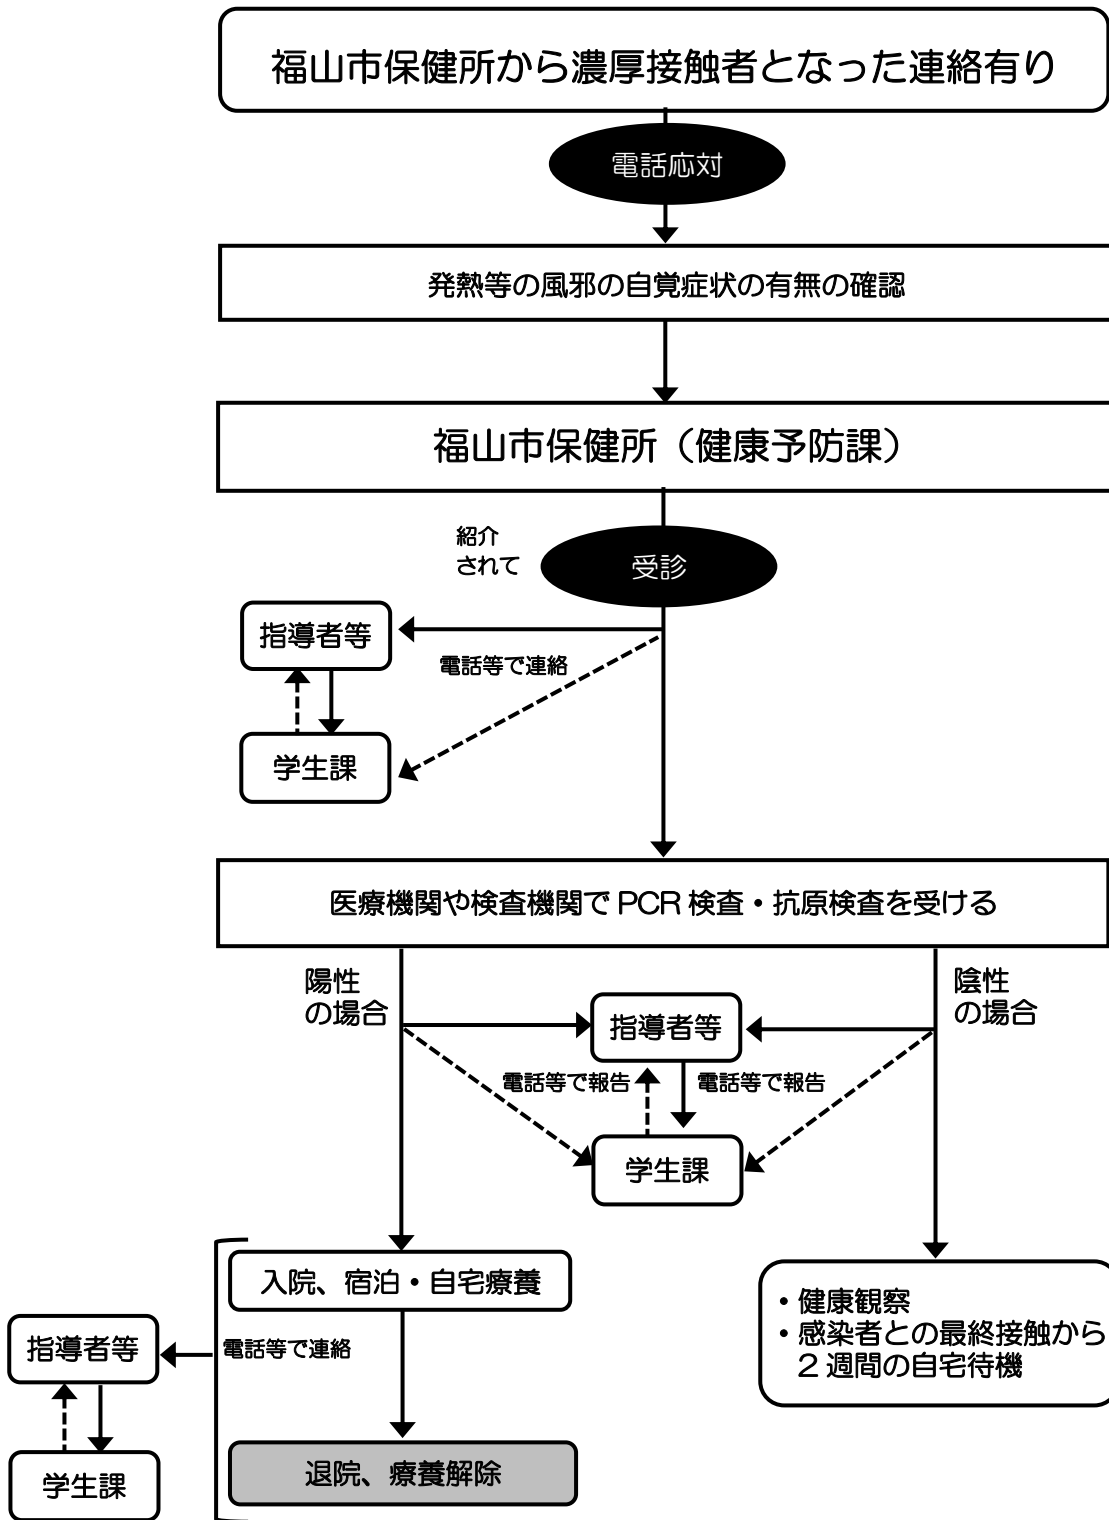 福山市保健所から濃厚接触者となった連絡有り
電話応対
発熱等の風邪の自覚症状の有無の確認
福山市保健所（健康予防課）
紹介
されて
受診
指導者等
電話等で連絡
学生課
医療機関や検査機関で PCR 検査・抗原検査を受ける
陽性
の場合
陰性
の場合
指導者等
電話等で報告
電話等で報告
学生課
入院、宿泊・自宅療養
・健康観察
・感染者との最終接触から
２週間の自宅待機
指導者等
電話等で連絡
退院、療養解除
学生課